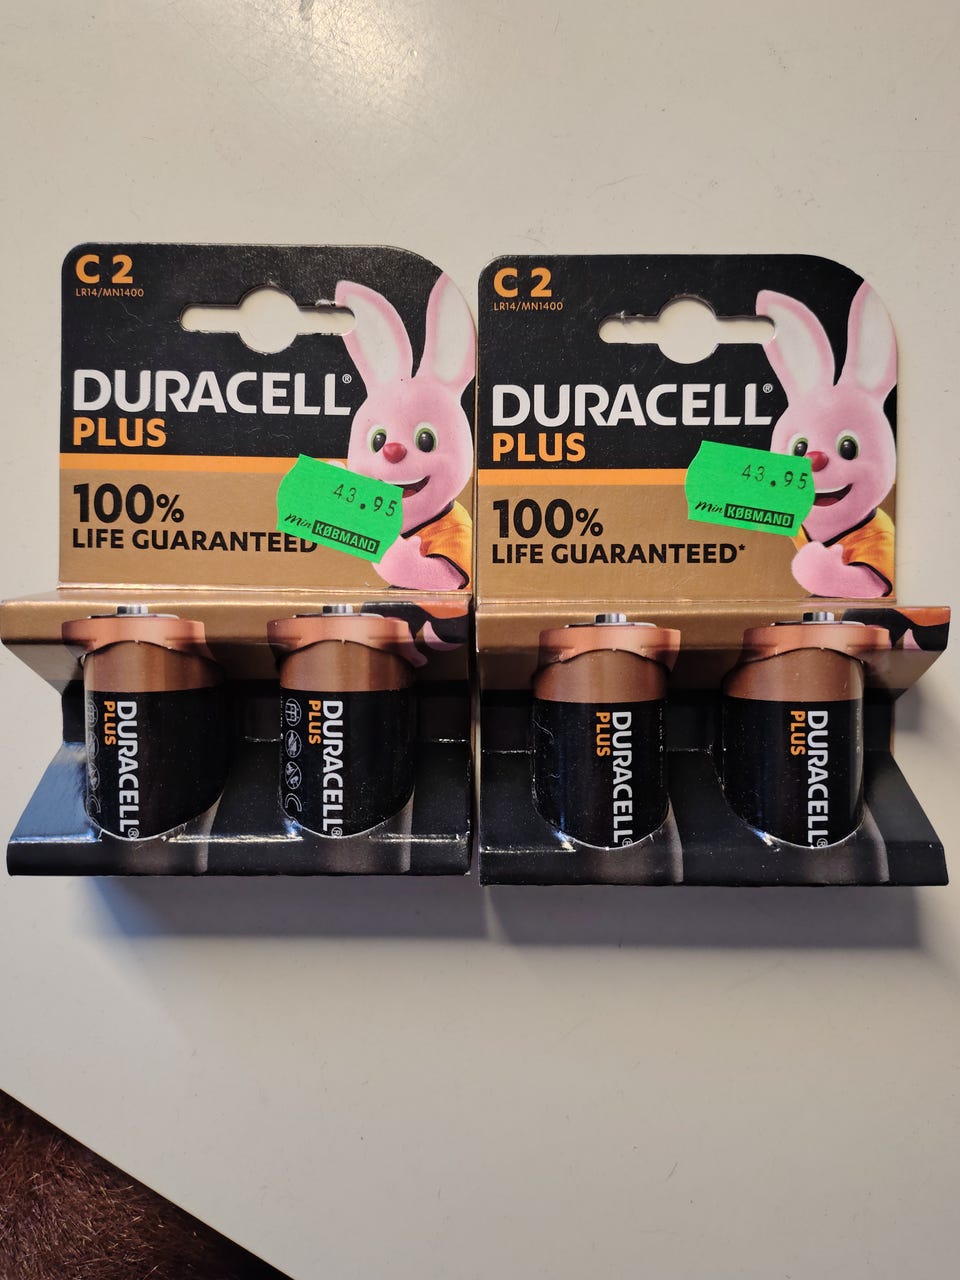 C 2
LR14/MN1400
DURACELL®
PLUS
100%
LIFE GUARANTEED
43.95
Min KØBMAND
DURACELL®
PLUS
DURACELL®
PLUS
C 2
LR14/MN1400
DURACELL®
PLUS
100%
LIFE GUARANTEED*
43.95
Min KØBMAND
DURACELL®
PLUS
DURACELL®
PLUS